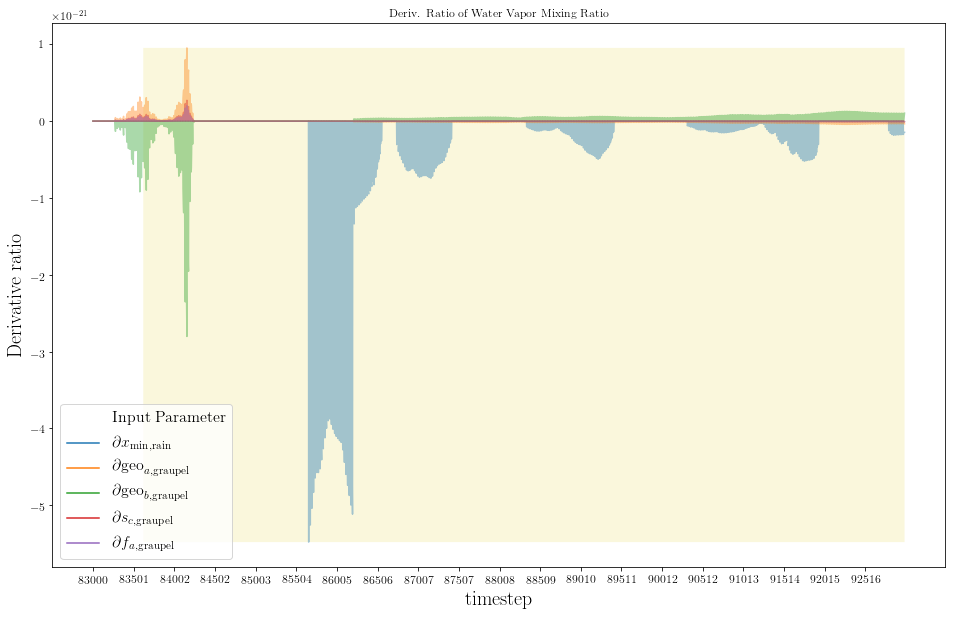 Deriv. Ratio of Water Vapor Mixing Ratio
×10⁻²¹
1
0
−1
−2
−3
−4
−5
Derivative ratio
Input Parameter
∂x_min,rain
∂geo_a,graupel
∂geo_b,graupel
∂s_c,graupel
∂f_a,graupel
83000 83501 84002 84502 85003 85504 86005 86506 87007 87507 88008 88509 89010 89511 90012 90512 91013 91514 92015 92516
timestep